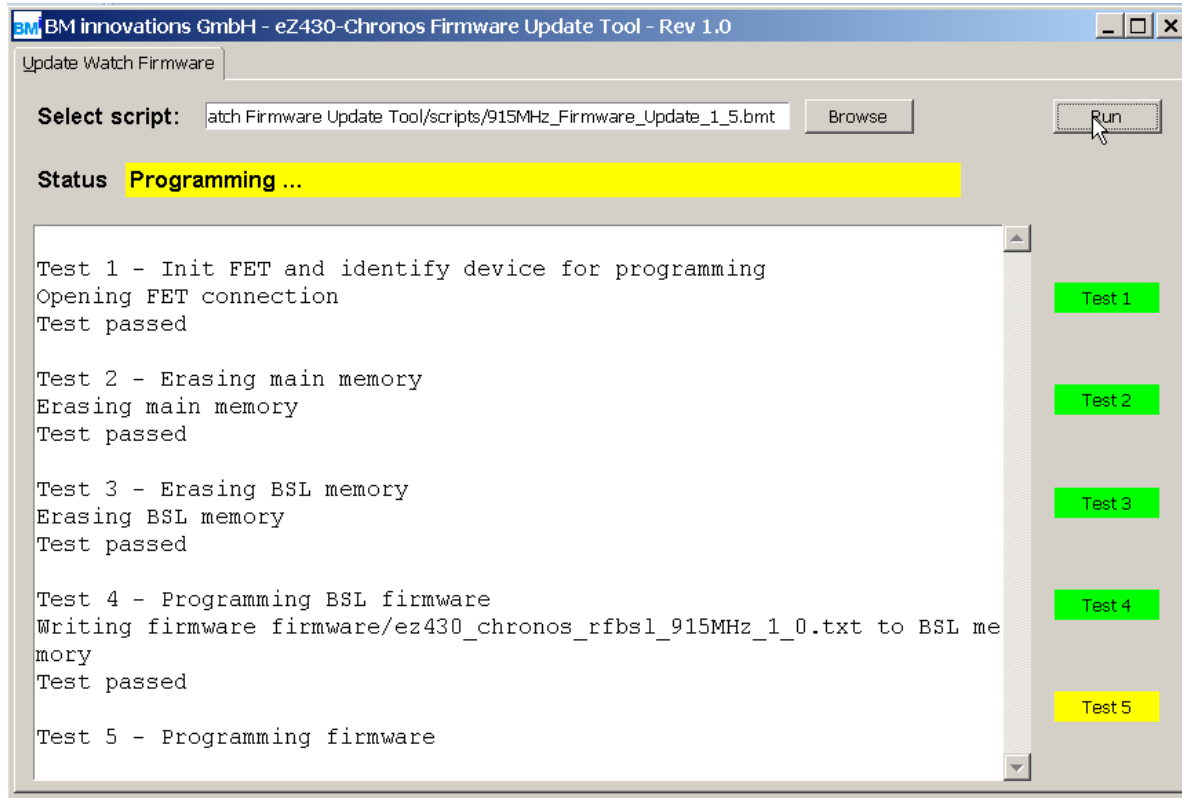 BM BM innovations GmbH - eZ430-Chronos Firmware Update Tool - Rev 1.0
Update Watch Firmware
Select script: atch Firmware Update Tool/scripts/915MHz_Firmware_Update_1_5.bmt Browse Run
Status Programming ...
Test 1 - Init FET and identify device for programming
Opening FET connection
Test passed
Test 1
Test 2 - Erasing main memory
Erasing main memory
Test passed
Test 2
Test 3 - Erasing BSL memory
Erasing BSL memory
Test passed
Test 3
Test 4 - Programming BSL firmware
Writing firmware firmware/ez430_chronos_rfbsl_915MHz_1_0.txt to BSL me
mory
Test passed
Test 4
Test 5 - Programming firmware
Test 5